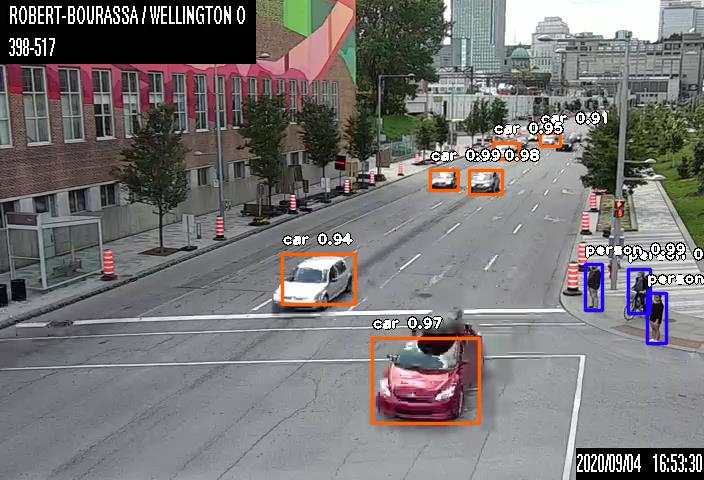 ROBERT-BOURASSA / WELLINGTON O
398-517
car 0.91
car 0.95
car 0.99
0.98
car 0.94
person 0.99
person
car 0.97
2020/09/04 16:53:30